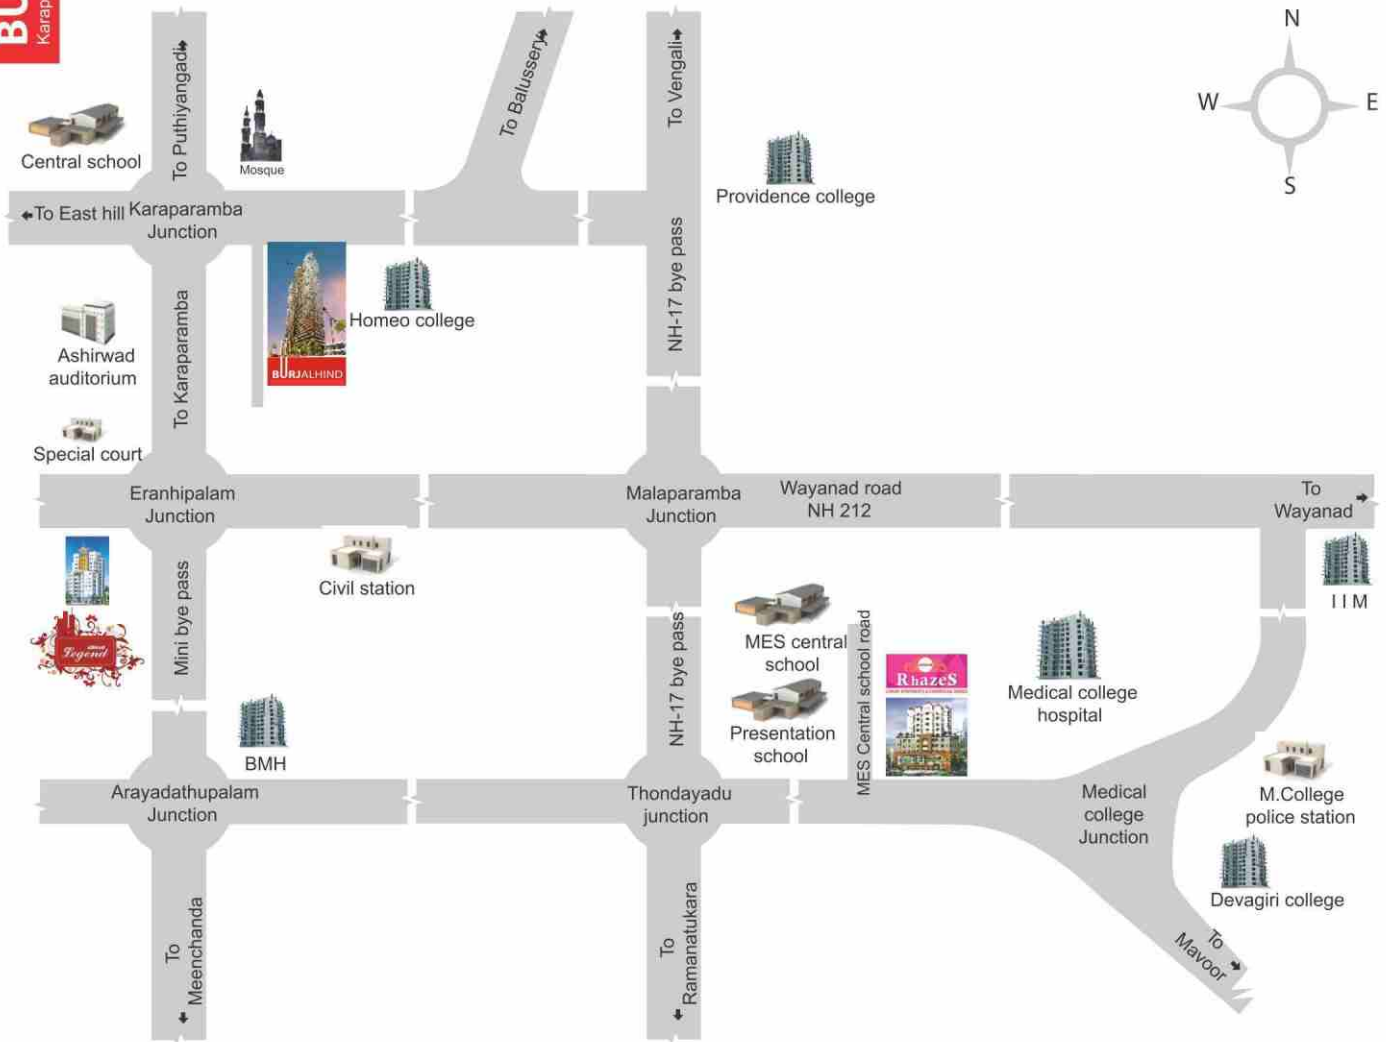 BU
Karap
N
W
E
S
To Puthiyangadi
To Balussery
To Vengali
Central school
Mosque
Providence college
To East hill
Karaparamba
Junction
NH-17 bye pass
BURJALHIND
Homeo college
To Karaparamba
Ashirwad
auditorium
Special court
Eranhipalam
Junction
Malaparamba
Junction
Wayanad road
NH 212
To
Wayanad
Civil station
Mini bye pass
Legend
NH-17 bye pass
MES central
school
MES Central school road
RhazeS
Presentation
school
Medical college
hospital
I I M
BMH
Arayadathupalam
Junction
Thondayadu
junction
Medical
college
Junction
M.College
police station
Devagiri college
To
Meenchanda
To
Ramanatukara
To
Mavoor